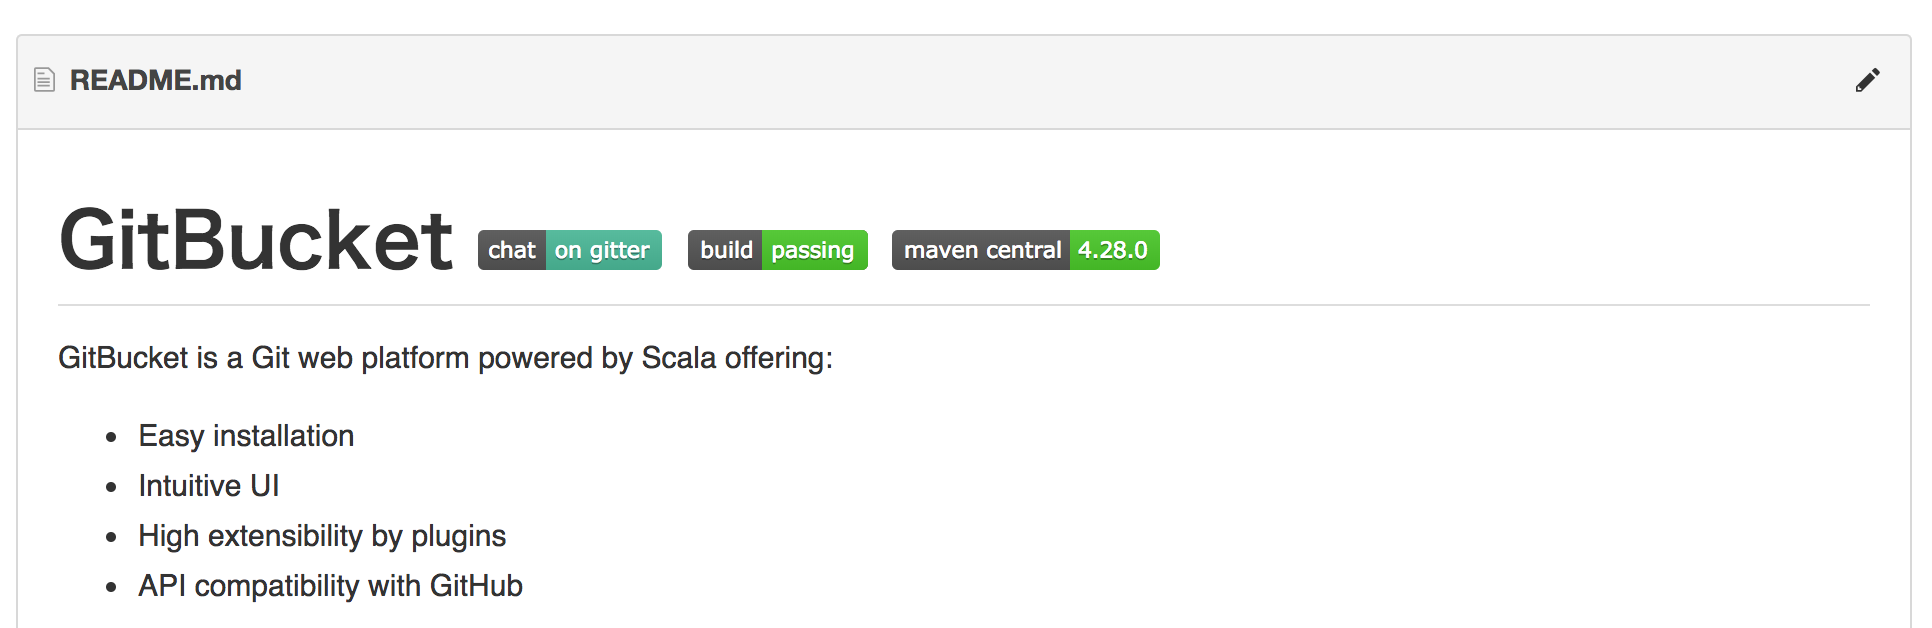 README.md
GitBucket chat on gitter build passing maven central 4.28.0
GitBucket is a Git web platform powered by Scala offering:
Easy installation
Intuitive UI
High extensibility by plugins
API compatibility with GitHub